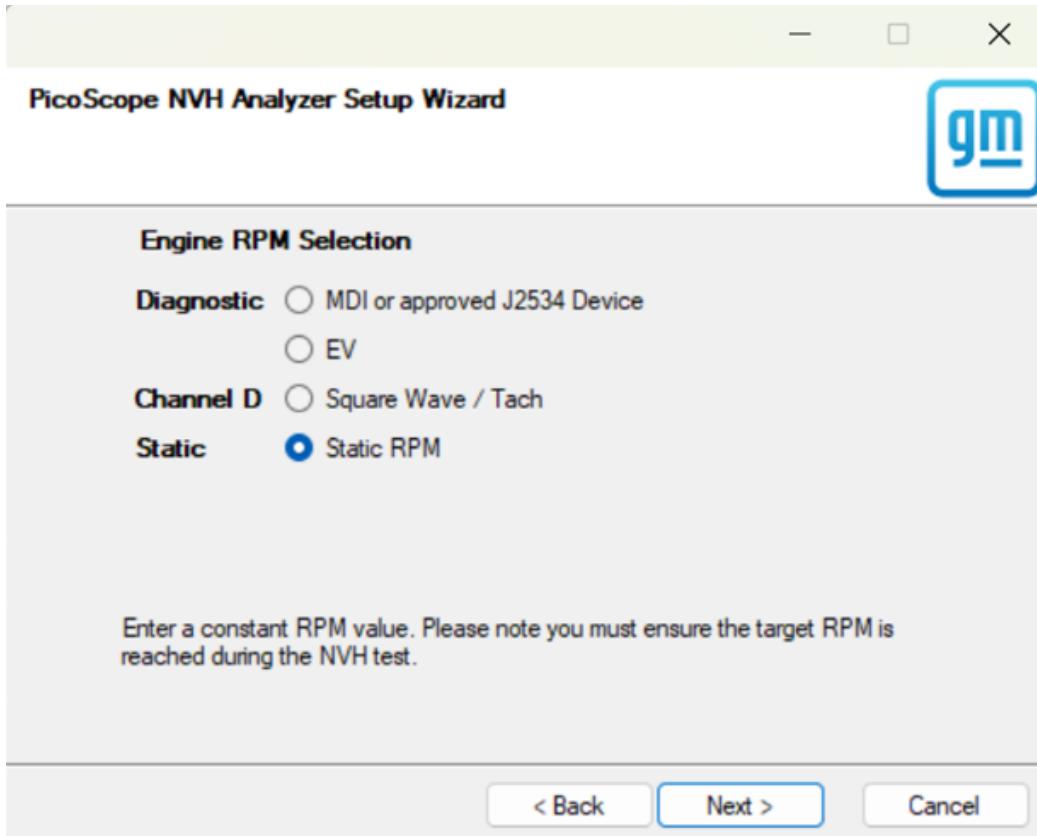 PicoScope NVH Analyzer Setup Wizard
gm
Engine RPM Selection
Diagnostic MDI or approved J2534 Device
EV
Channel D Square Wave / Tach
Static Static RPM
Enter a constant RPM value. Please note you must ensure the target RPM is
reached during the NVH test.
< Back Next > Cancel